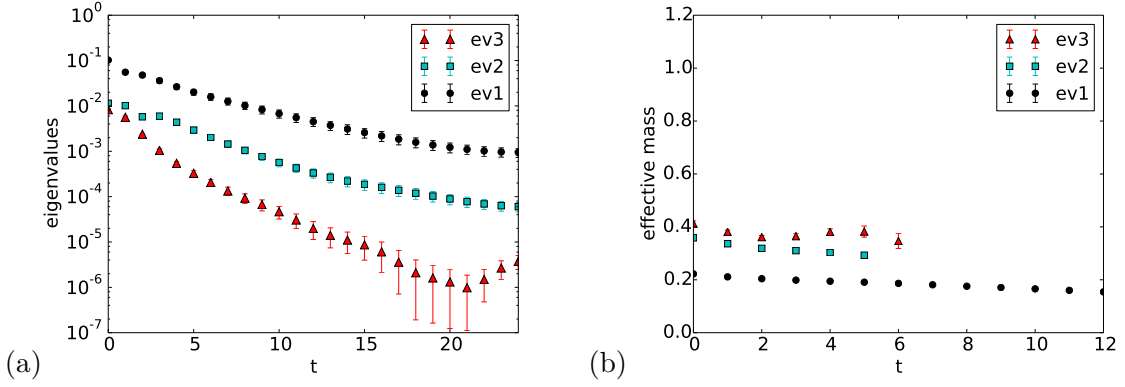 10^0
10^-1
10^-2
10^-3
10^-4
10^-5
10^-6
10^-7
eigenvalues
0 5 10 15 20
t
ev3
ev2
ev1
(a)
1.2
1.0
0.8
0.6
0.4
0.2
0.0
effective mass
0 2 4 6 8 10 12
t
ev3
ev2
ev1
(b)